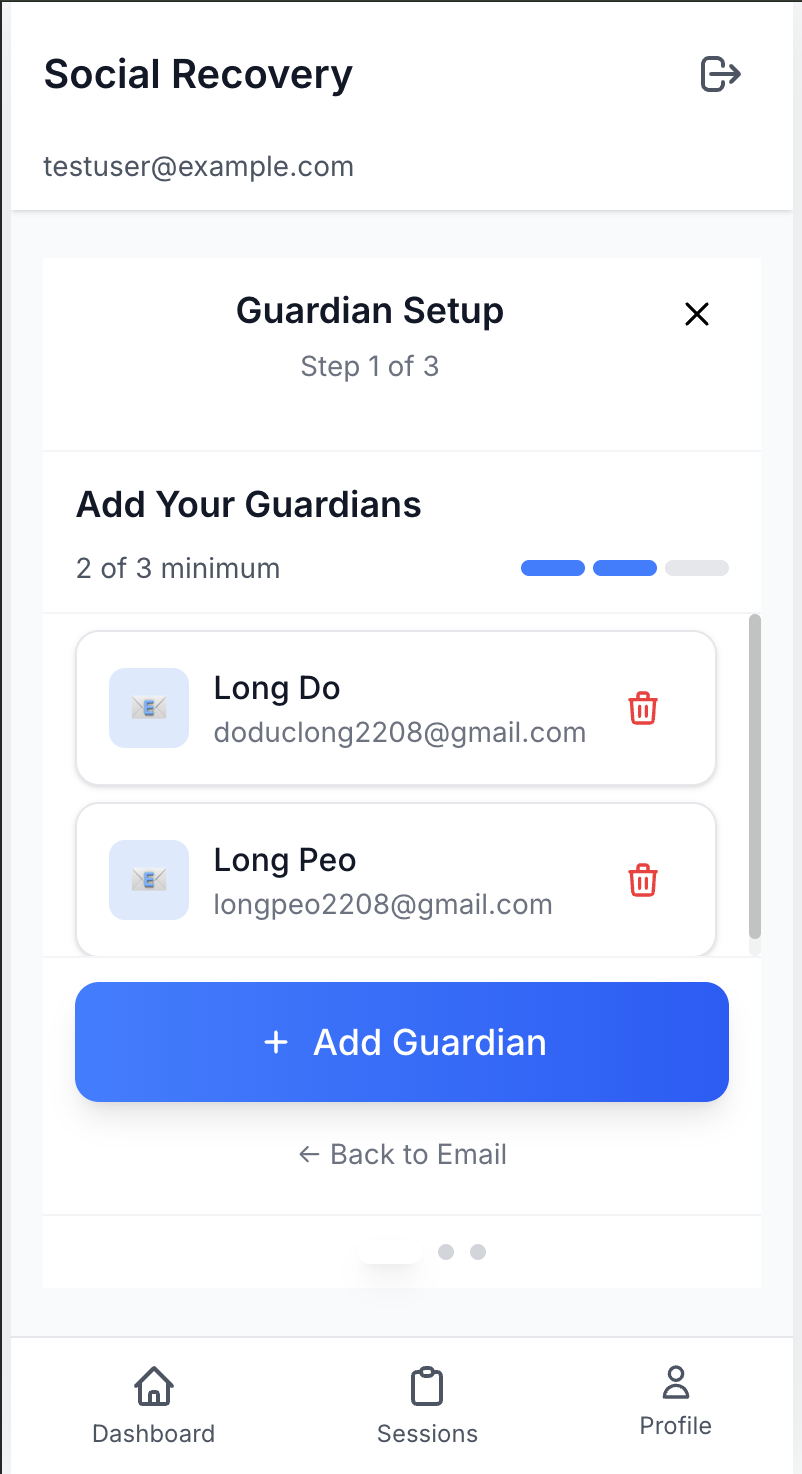 Social Recovery
testuser@example.com
Guardian Setup
Step 1 of 3
Add Your Guardians
2 of 3 minimum
Long Do
doduclong2208@gmail.com
Long Peo
longpeo2208@gmail.com
+ Add Guardian
← Back to Email
Dashboard
Sessions
Profile